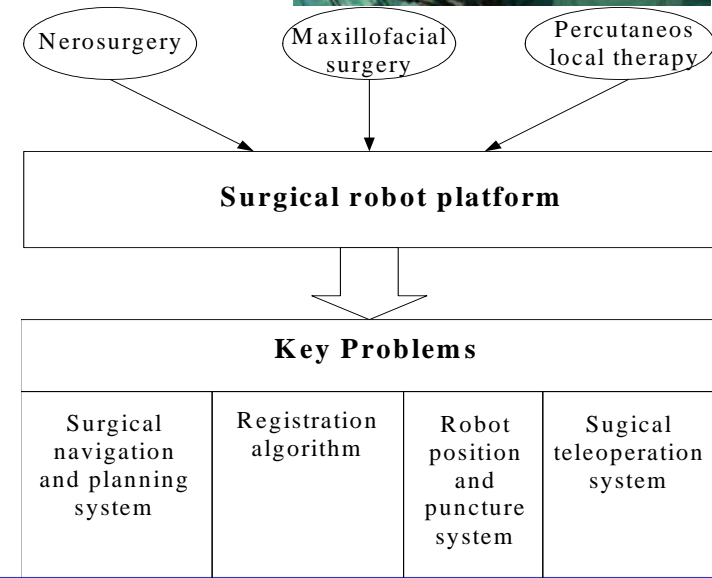 Nerosurgery
Maxillofacial
surgery
Percutaneos
local therapy
Surgical robot platform
Key Problems
Surgical
navigation
and planning
system
Registration
algorithm
Robot
position
and
puncture
system
Sugical
teleoperation
system